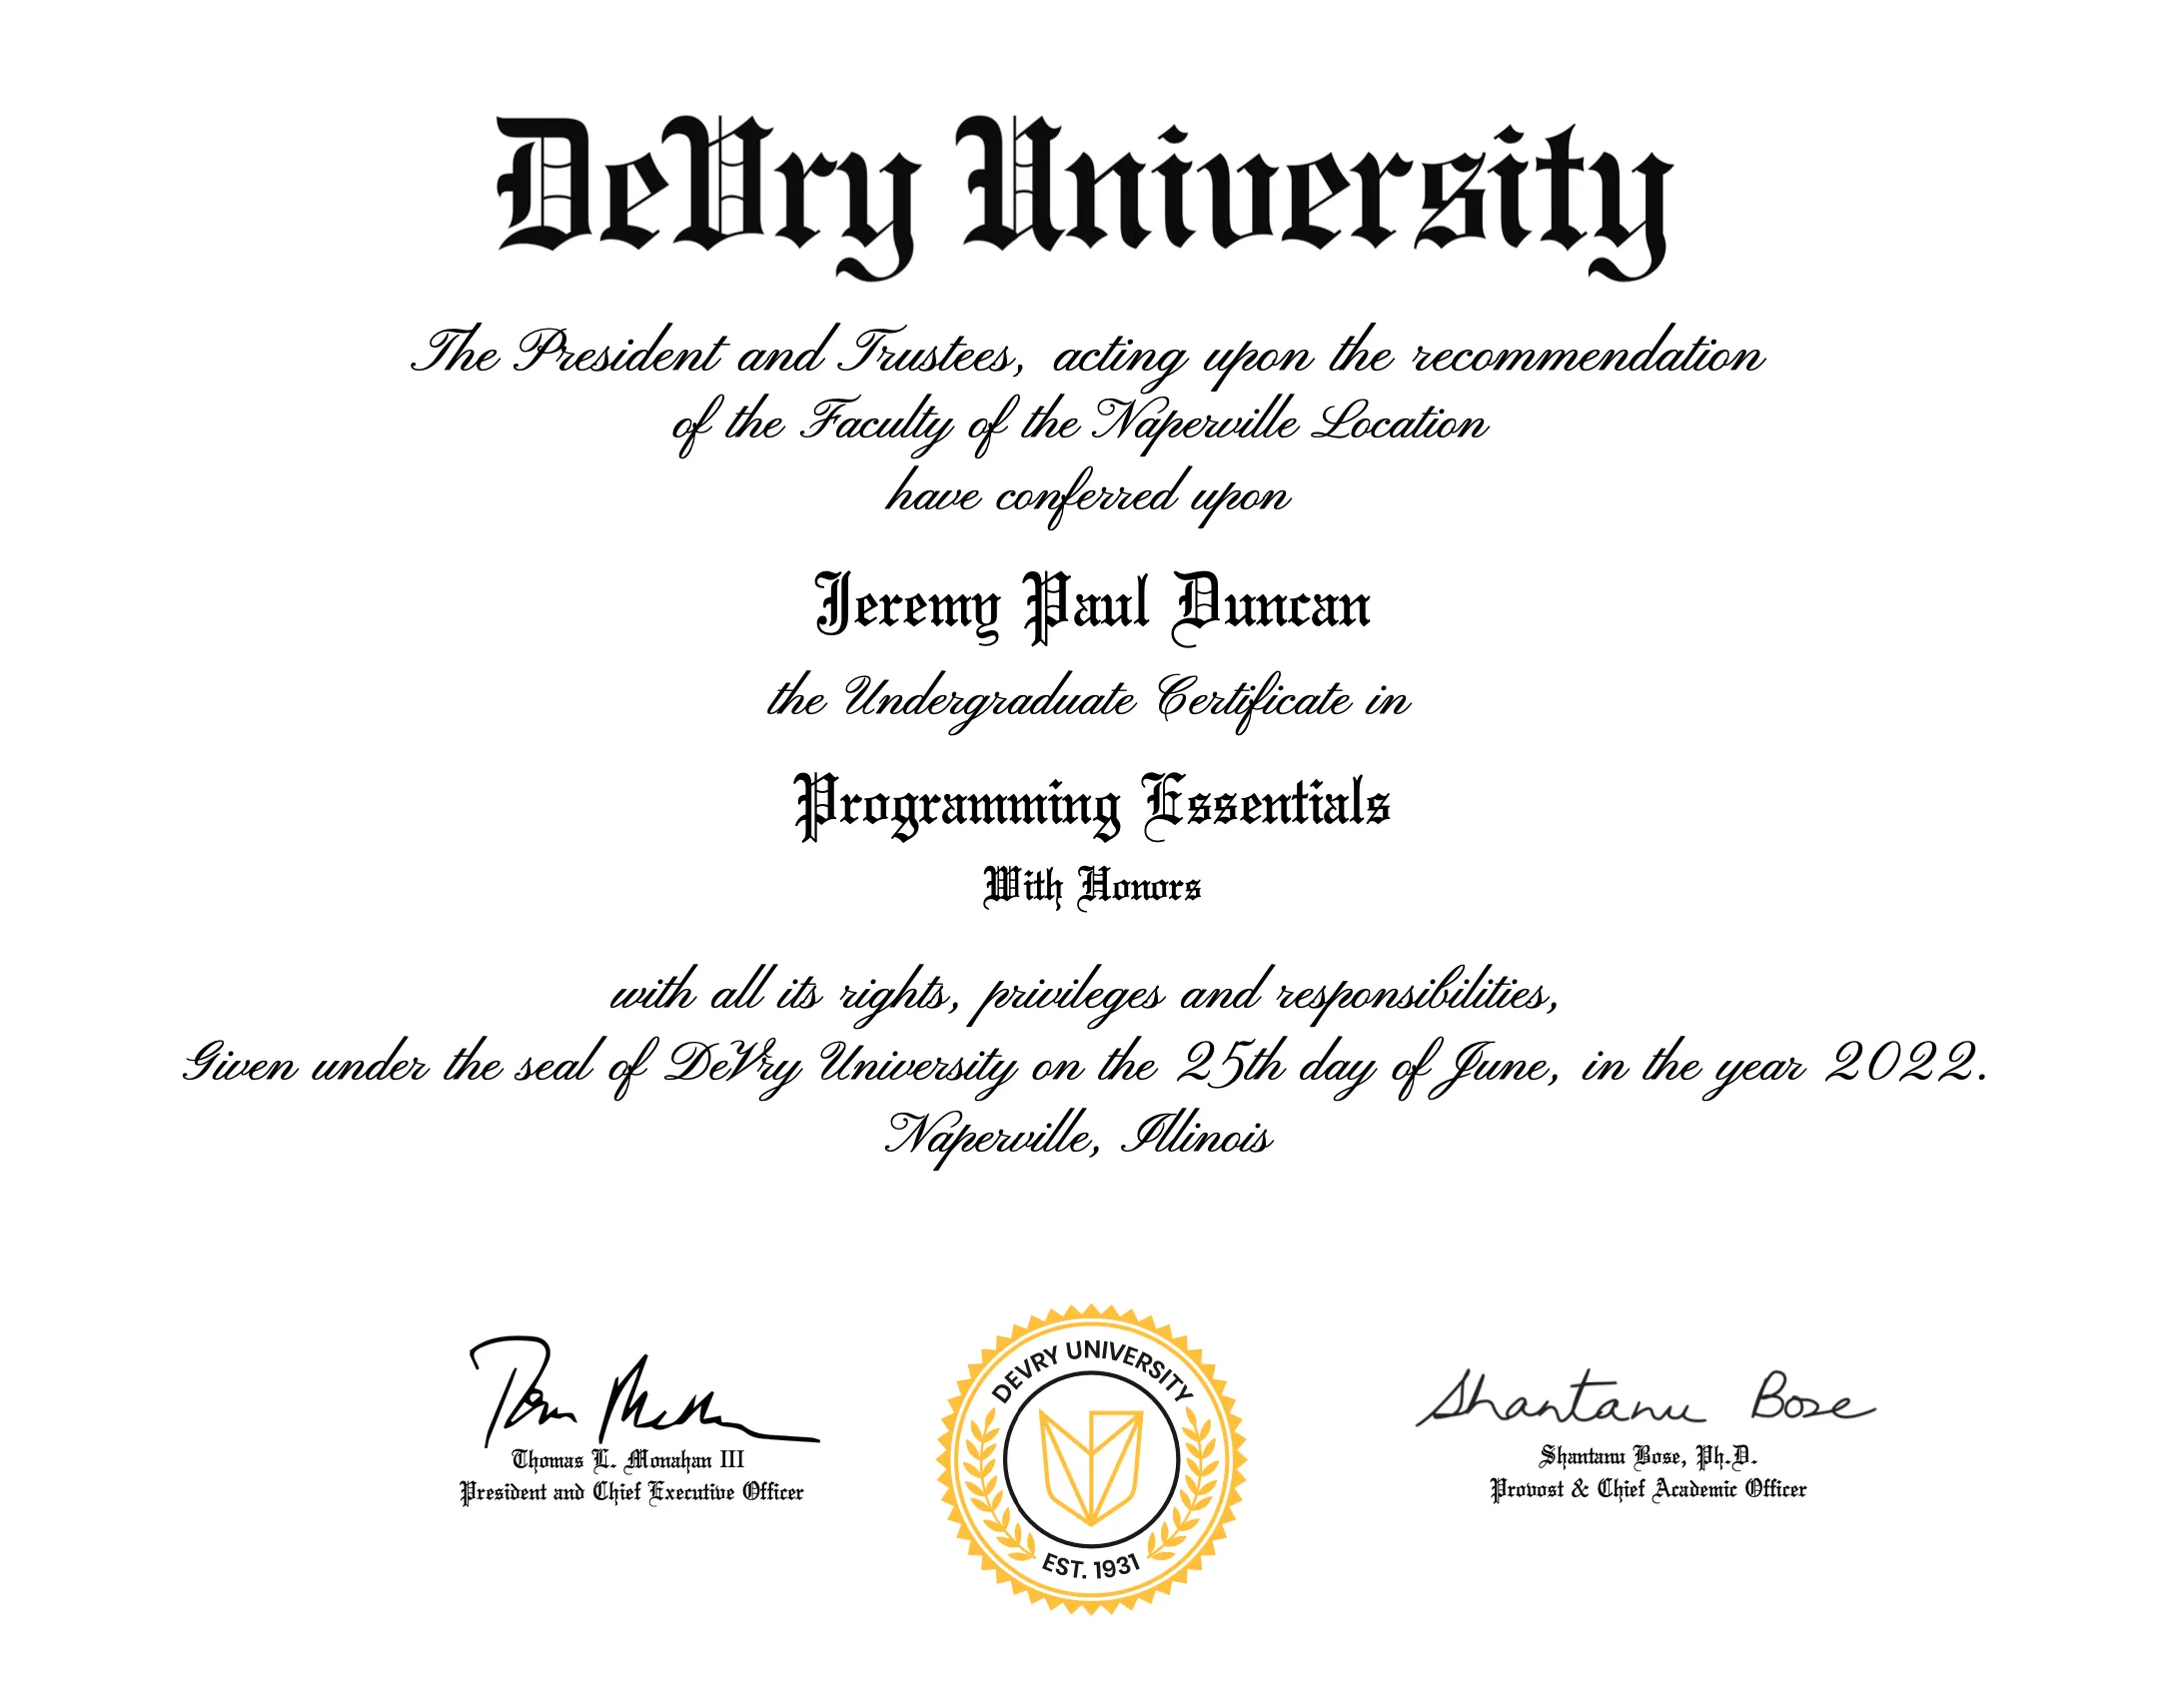 DeVry University
The President and Trustees, acting upon the recommendation
of the Faculty of the Naperville Location
have conferred upon
Jeremy Paul Duncan
the Undergraduate Certificate in
Programming Essentials
With Honors
with all its rights, privileges and responsibilities,
Given under the seal of DeVry University on the 25th day of June, in the year 2022.
Naperville, Illinois
Thomas L. Monahan III
President and Chief Executive Officer
DEVRY UNIVERSITY
EST. 1931
Shantanu Bose
Shantanu Bose, Ph.D.
Provost & Chief Academic Officer